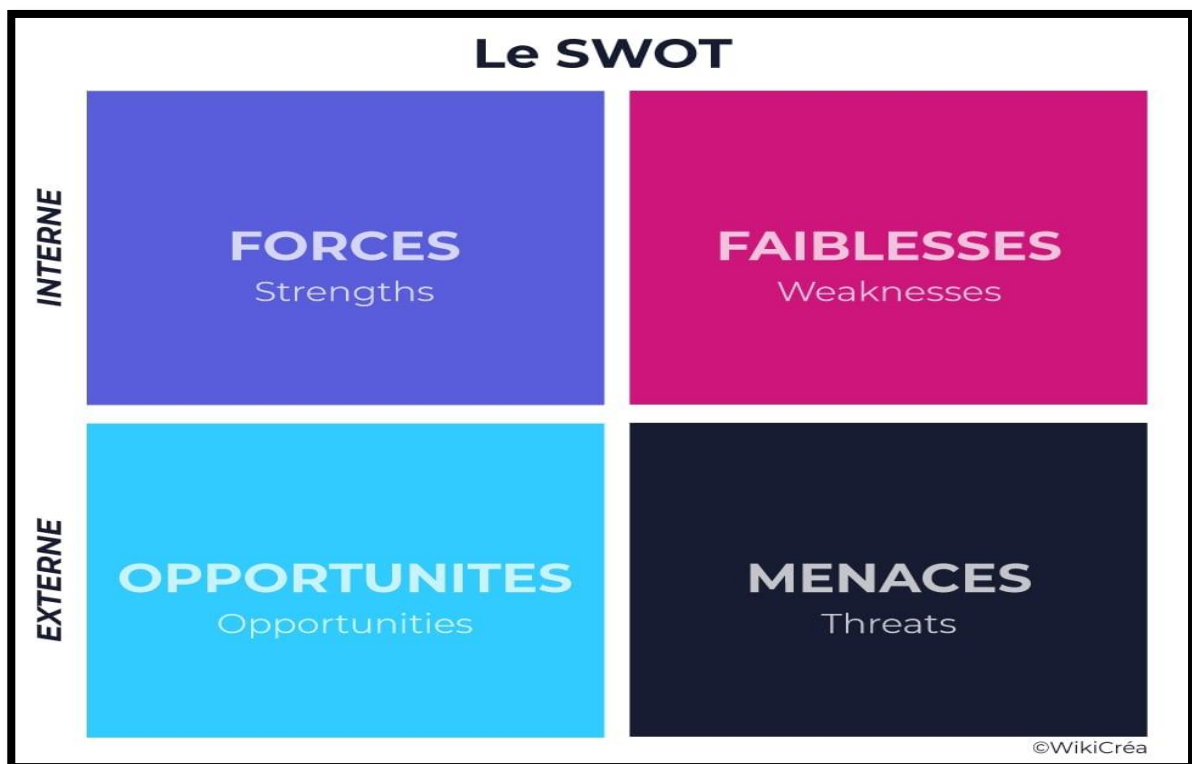 Le SWOT
INTERNE
FORCES
Strengths
FAIBLESSES
Weaknesses
EXTERNE
OPPORTUNITES
Opportunities
MENACES
Threats
©WikiCréa